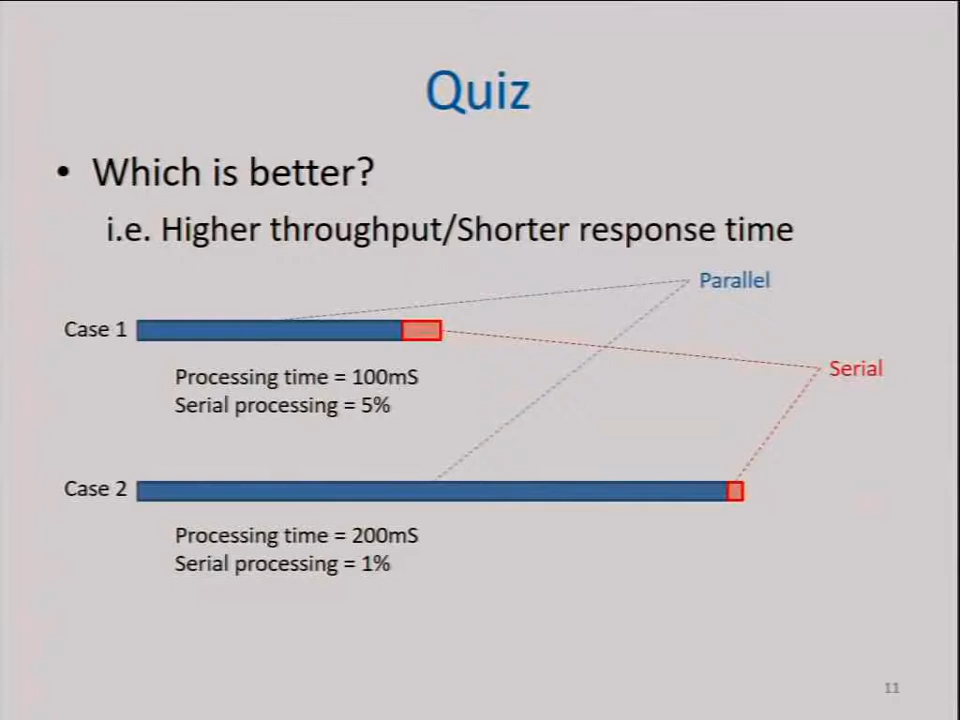 Quiz
• Which is better?
i.e. Higher throughput/Shorter response time
Parallel
Case 1
Serial
Processing time = 100mS
Serial processing = 5%
Case 2
Processing time = 200mS
Serial processing = 1%
11